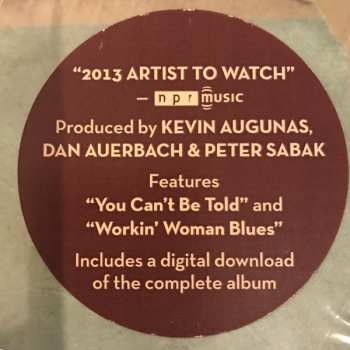 “2013 ARTIST TO WATCH”
— npr MUSIC
Produced by KEVIN AUGUNAS,
DAN AUERBACH & PETER SABAK
Features
“You Can’t Be Told” and
“Workin’ Woman Blues”
Includes a digital download
of the complete album